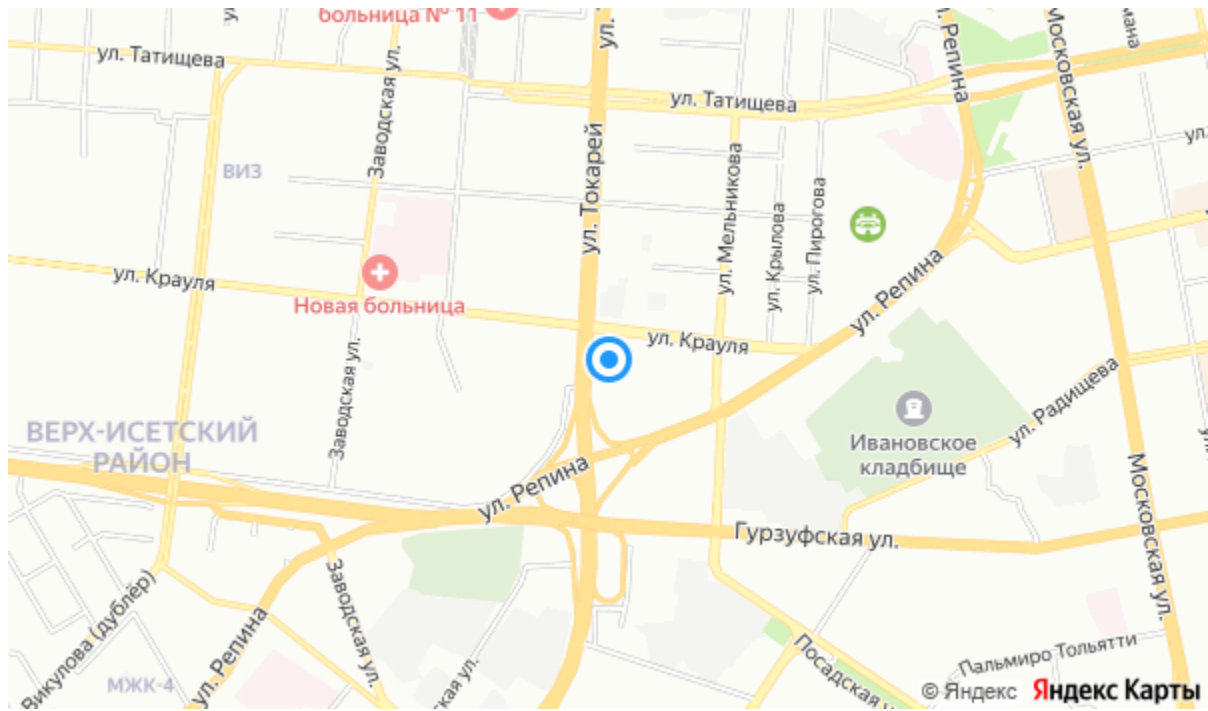 больница № 11
ул. Татищева
Заводская ул.
ул.
ул. Токарей
ул. Татищева
ул. Репина
Московская ул.
ул.
ВИЗ
ул. Мельникова
ул. Крылова
ул. Пирогова
ул. Крауля
Новая больница
ул. Крауля
ул. Репина
Заводская ул.
ВЕРХ-ИСЕТСКИЙ
РАЙОН
Ивановское
кладбище
ул. Радищева
ул. Репина
Гурзуфская ул.
Московская ул.
Викулова (дублёр)
ул. Репина
Заводская ул.
МЖК-4
Посадская
Пальмиро Тольятти
© Яндекс Яндекс Карты